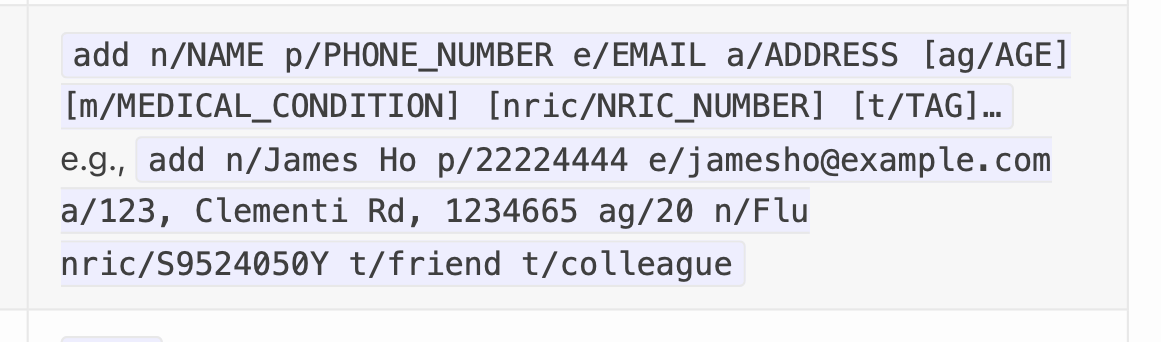 add n/NAME p/PHONE_NUMBER e/EMAIL a/ADDRESS [ag/AGE]
[m/MEDICAL_CONDITION] [nric/NRIC_NUMBER] [t/TAG]…
e.g., add n/James Ho p/22224444 e/jamesho@example.com
a/123, Clementi Rd, 1234665 ag/20 n/Flu
nric/S9524050Y t/friend t/colleague